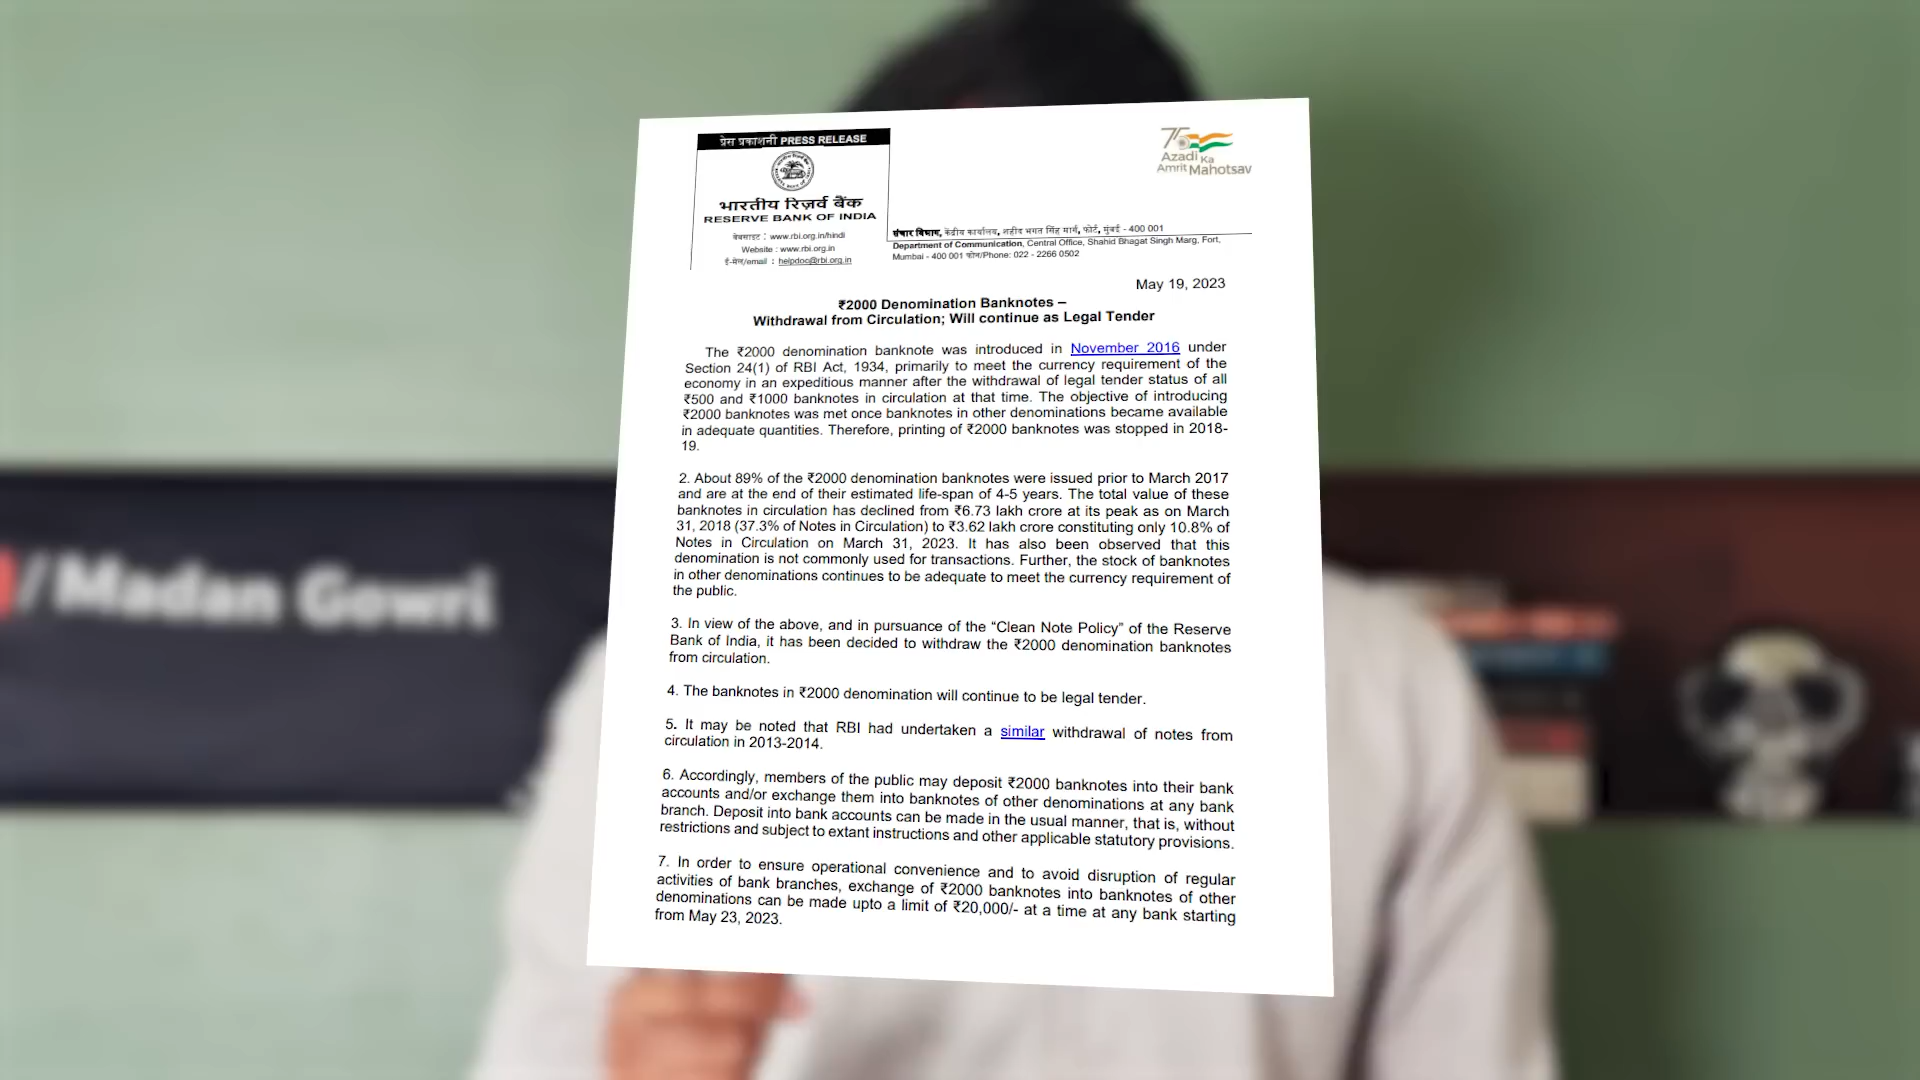 प्रेस प्रकाशनी PRESS RELEASE
भारतीय रिज़र्व बैंक
RESERVE BANK OF INDIA
वेबसाइट : www.rbi.org.in/hindi
Website : www.rbi.org.in
ई-मेल/email : helpdoc@rbi.org.in
75
Azadi Ka
Amrit Mahotsav
संचार विभाग, केंद्रीय कार्यालय, शहीद भगत सिंह मार्ग, फोर्ट, मुंबई - 400 001
Department of Communication, Central Office, Shahid Bhagat Singh Marg, Fort,
Mumbai - 400 001 फोन/Phone: 022 - 2266 0502
May 19, 2023
₹2000 Denomination Banknotes –
Withdrawal from Circulation; Will continue as Legal Tender
The ₹2000 denomination banknote was introduced in November 2016 under
Section 24(1) of RBI Act, 1934, primarily to meet the currency requirement of the
economy in an expeditious manner after the withdrawal of legal tender status of all
₹500 and ₹1000 banknotes in circulation at that time. The objective of introducing
₹2000 banknotes was met once banknotes in other denominations became available
in adequate quantities. Therefore, printing of ₹2000 banknotes was stopped in 2018-
19.
2. About 89% of the ₹2000 denomination banknotes were issued prior to March 2017
and are at the end of their estimated life-span of 4-5 years. The total value of these
banknotes in circulation has declined from ₹6.73 lakh crore at its peak as on March
31, 2018 (37.3% of Notes in Circulation) to ₹3.62 lakh crore constituting only 10.8% of
Notes in Circulation on March 31, 2023. It has also been observed that this
denomination is not commonly used for transactions. Further, the stock of banknotes
in other denominations continues to be adequate to meet the currency requirement of
the public.
3. In view of the above, and in pursuance of the “Clean Note Policy” of the Reserve
Bank of India, it has been decided to withdraw the ₹2000 denomination banknotes
from circulation.
4. The banknotes in ₹2000 denomination will continue to be legal tender.
5. It may be noted that RBI had undertaken a similar withdrawal of notes from
circulation in 2013-2014.
6. Accordingly, members of the public may deposit ₹2000 banknotes into their bank
accounts and/or exchange them into banknotes of other denominations at any bank
branch. Deposit into bank accounts can be made in the usual manner, that is, without
restrictions and subject to extant instructions and other applicable statutory provisions.
7. In order to ensure operational convenience and to avoid disruption of regular
activities of bank branches, exchange of ₹2000 banknotes into banknotes of other
denominations can be made upto a limit of ₹20,000/- at a time at any bank starting
from May 23, 2023.
/Madan Gowri